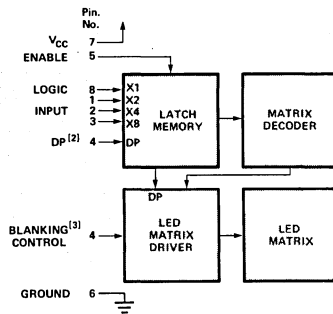 Pin.
No.
VCC 7
ENABLE 5
LOGIC 8 X1
1 X2
INPUT 2 X4
3 X8
DP[2] 4 DP
LATCH
MEMORY
MATRIX
DECODER
DP
BLANKING[3] 4
CONTROL
LED
MATRIX
DRIVER
LED
MATRIX
GROUND 6